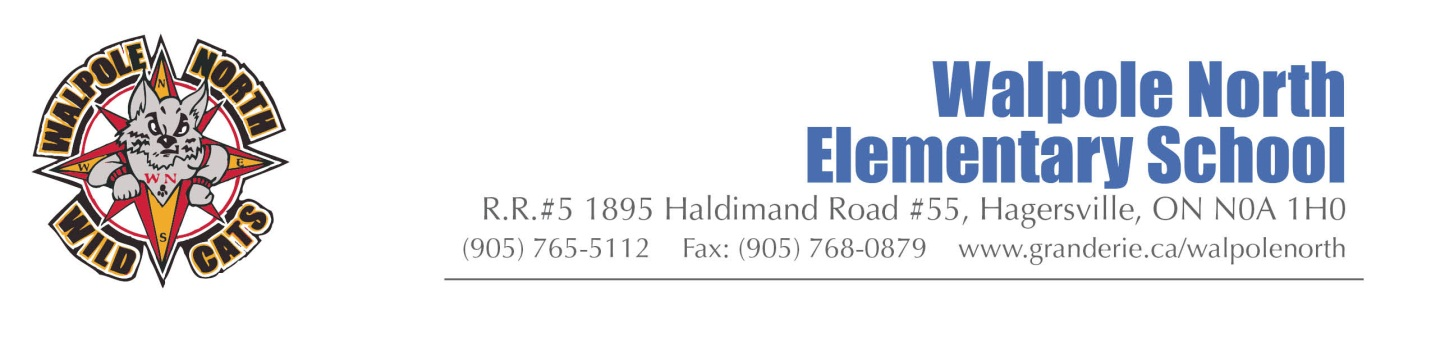 WALPOLE NORTH
N
W E
WN
S
WILD CATS
Walpole North
Elementary School
R.R.#5 1895 Haldimand Road #55, Hagersville, ON N0A 1H0
(905) 765-5112 Fax: (905) 768-0879 www.granderie.ca/walpolenorth